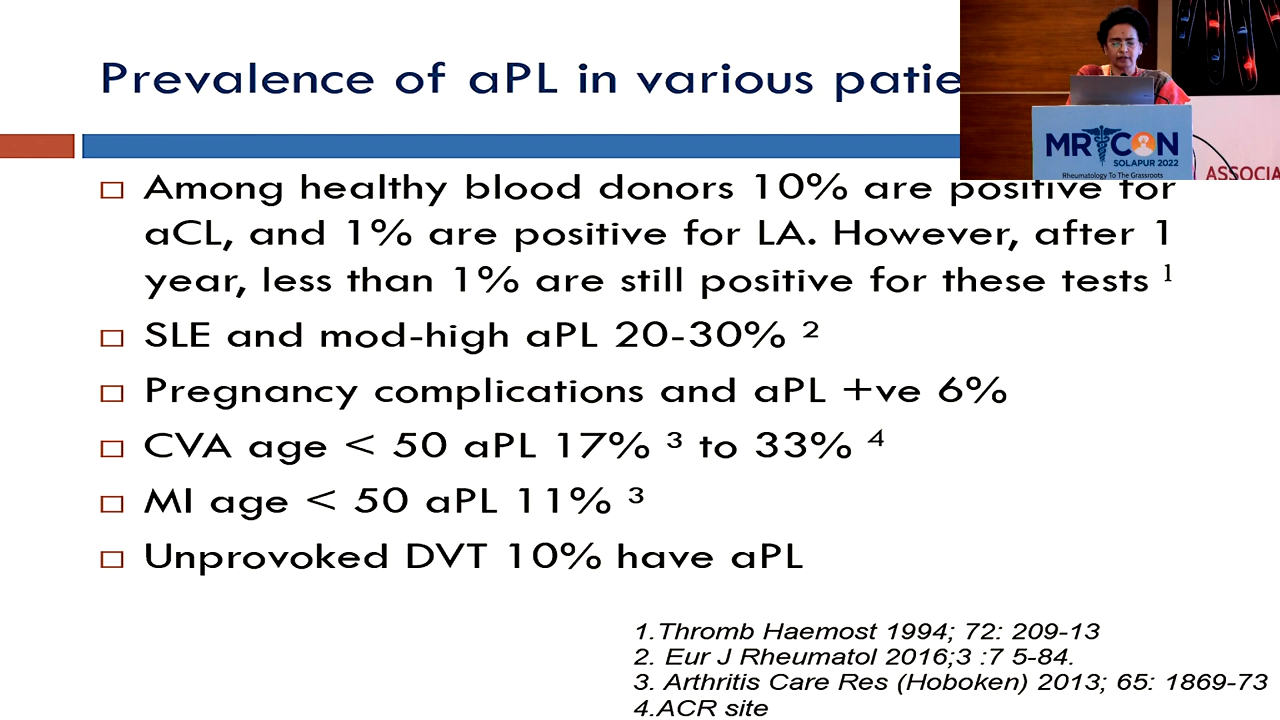 Prevalence of aPL in various patie
MRCON
SOLAPUR 2022
Rheumatology To The Grassroots
ASSOCIA
□ Among healthy blood donors 10% are positive for
aCL, and 1% are positive for LA. However, after 1
year, less than 1% are still positive for these tests ¹
□ SLE and mod-high aPL 20-30% ²
□ Pregnancy complications and aPL +ve 6%
□ CVA age < 50 aPL 17% ³ to 33% ⁴
□ MI age < 50 aPL 11% ³
□ Unprovoked DVT 10% have aPL
1.Thromb Haemost 1994; 72: 209-13
2. Eur J Rheumatol 2016;3 :7 5-84.
3. Arthritis Care Res (Hoboken) 2013; 65: 1869-73
4.ACR site